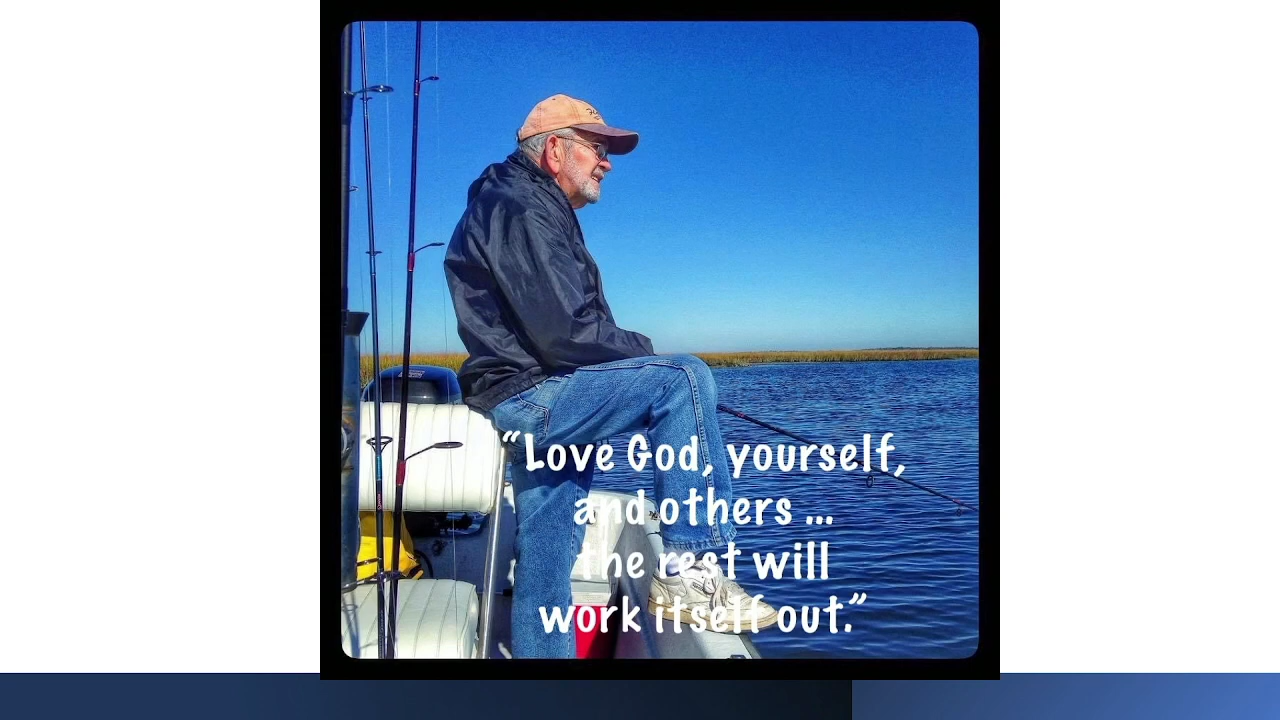 “Love God, yourself,
and others ...
the rest will
work itself out.”